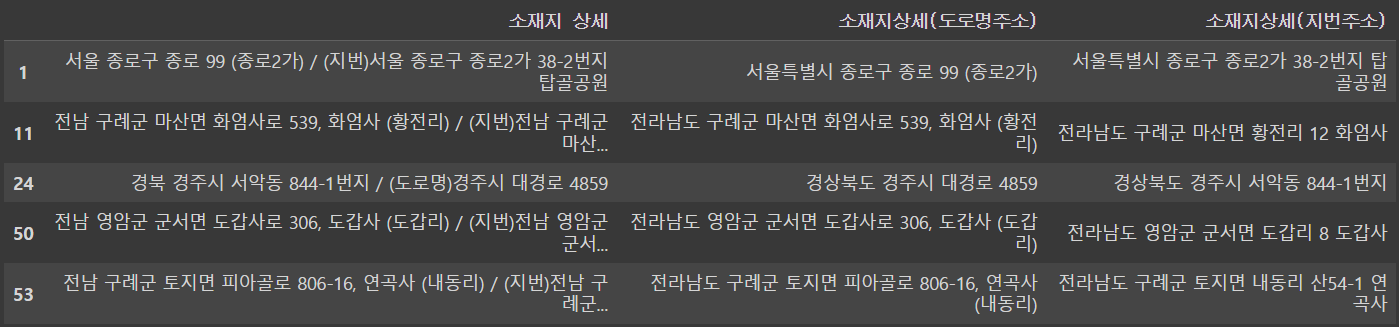 소재지 상세 소재지상세(도로명주소) 소재지상세(지번주소)
1 서울 종로구 종로 99 (종로2가) / (지번)서울 종로구 종로2가 38-2번지
탑골공원
서울특별시 종로구 종로 99 (종로2가)
서울특별시 종로구 종로2가 38-2번지 탑
골공원
11 전남 구례군 마산면 화엄사로 539, 화엄사 (황전리) / (지번)전남 구례군
마산...
전라남도 구례군 마산면 화엄사로 539, 화엄사 (황전
리)
전라남도 구례군 마산면 황전리 12 화엄사
24 경북 경주시 서악동 844-1번지 / (도로명)경주시 대경로 4859
경상북도 경주시 대경로 4859
경상북도 경주시 서악동 844-1번지
50 전남 영암군 군서면 도갑사로 306, 도갑사 (도갑리) / (지번)전남 영암군
군서...
전라남도 영암군 군서면 도갑사로 306, 도갑사 (도갑
리)
전라남도 영암군 군서면 도갑리 8 도갑사
53 전남 구례군 토지면 피아골로 806-16, 연곡사 (내동리) / (지번)전남 구
례군...
전라남도 구례군 토지면 피아골로 806-16, 연곡사
(내동리)
전라남도 구례군 토지면 내동리 산54-1 연
곡사